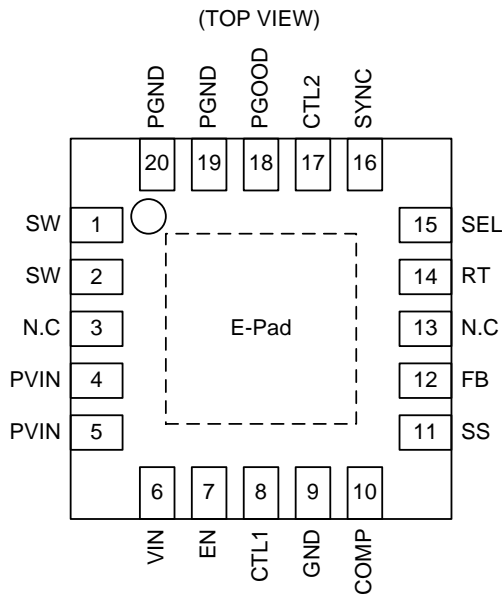 (TOP VIEW)
PGND
PGND
PGOOD
CTL2
SYNC
20
19
18
17
16
SW
1
15
SEL
SW
2
14
RT
N.C
3
E-Pad
13
N.C
PVIN
4
12
FB
PVIN
5
11
SS
6
7
8
9
10
VIN
EN
CTL1
GND
COMP